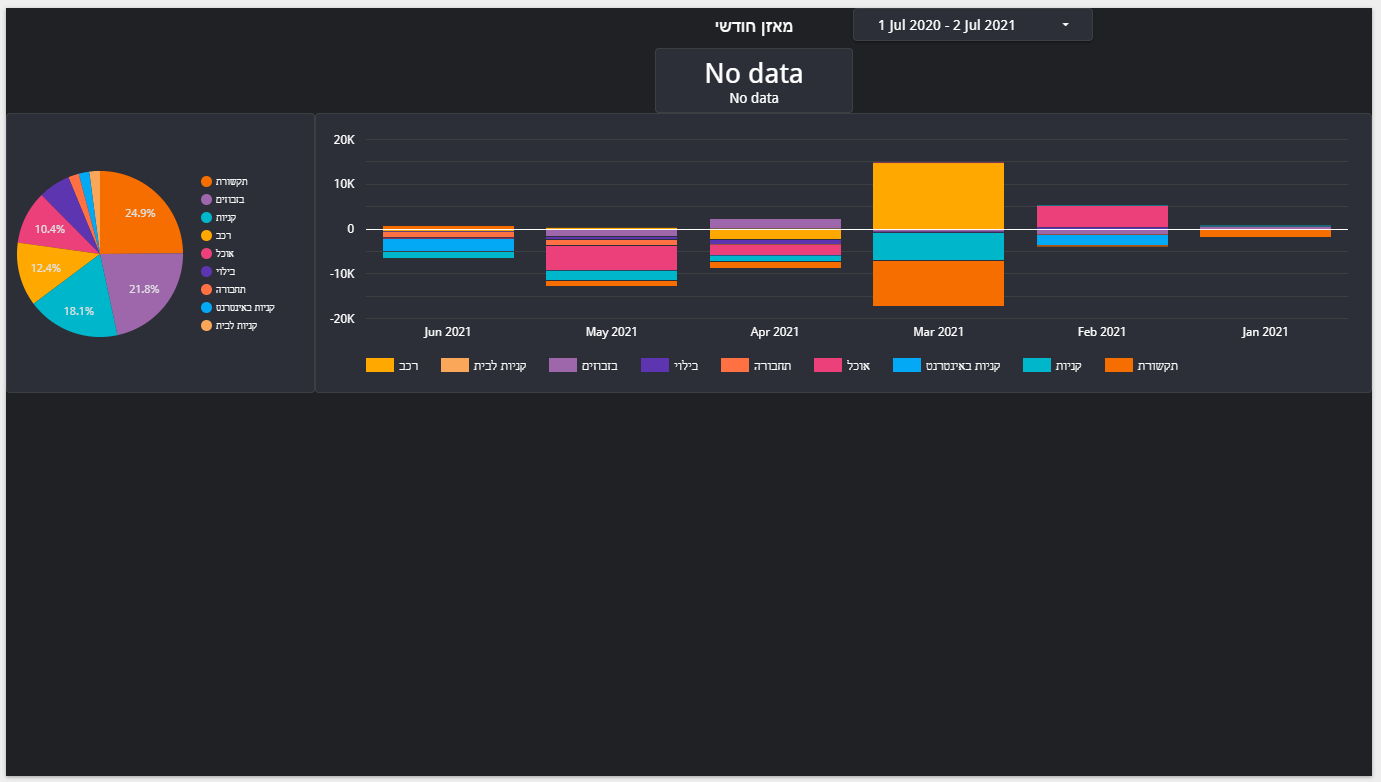 מאזן חודשי
1 Jul 2020 - 2 Jul 2021
No data
No data
24.9%
21.8%
18.1%
12.4%
10.4%
תקשורת
בזבוזים
קניות
רכב
אוכל
בילוי
תחבורה
קניות באינטרנט
קניות לבית
20K
10K
0
-10K
-20K
Jun 2021 May 2021 Apr 2021 Mar 2021 Feb 2021 Jan 2021
רכב קניות לבית בזבוזים בילוי תחבורה אוכל קניות באינטרנט קניות תקשורת